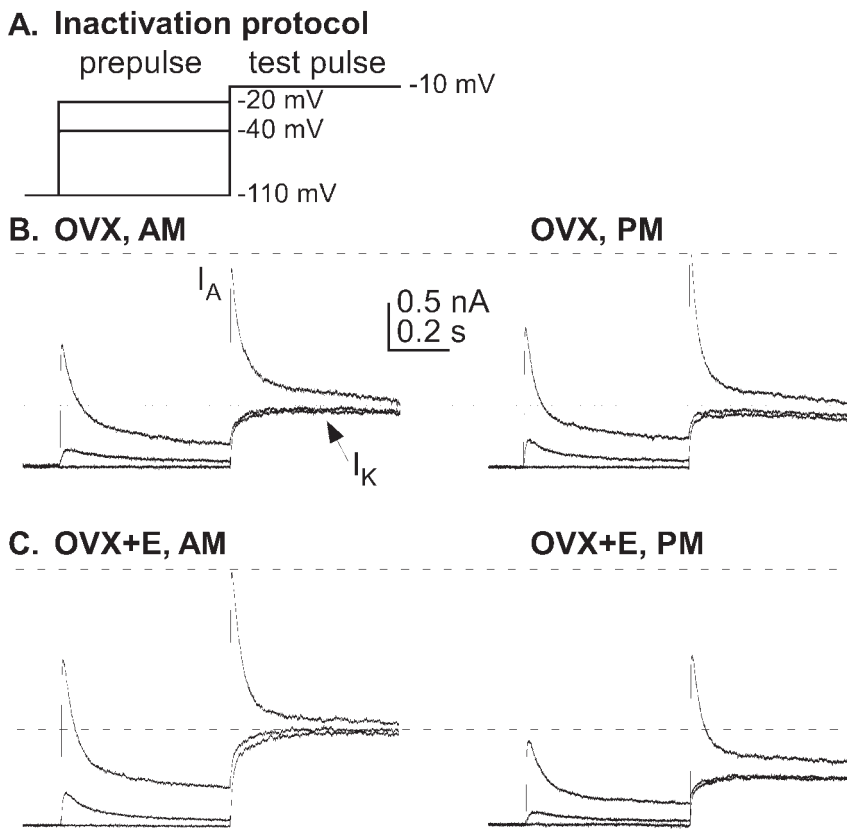 A. Inactivation protocol
prepulse test pulse
-10 mV
-20 mV
-40 mV
-110 mV
B. OVX, AM OVX, PM
I_A
0.5 nA
0.2 s
I_K
C. OVX+E, AM OVX+E, PM